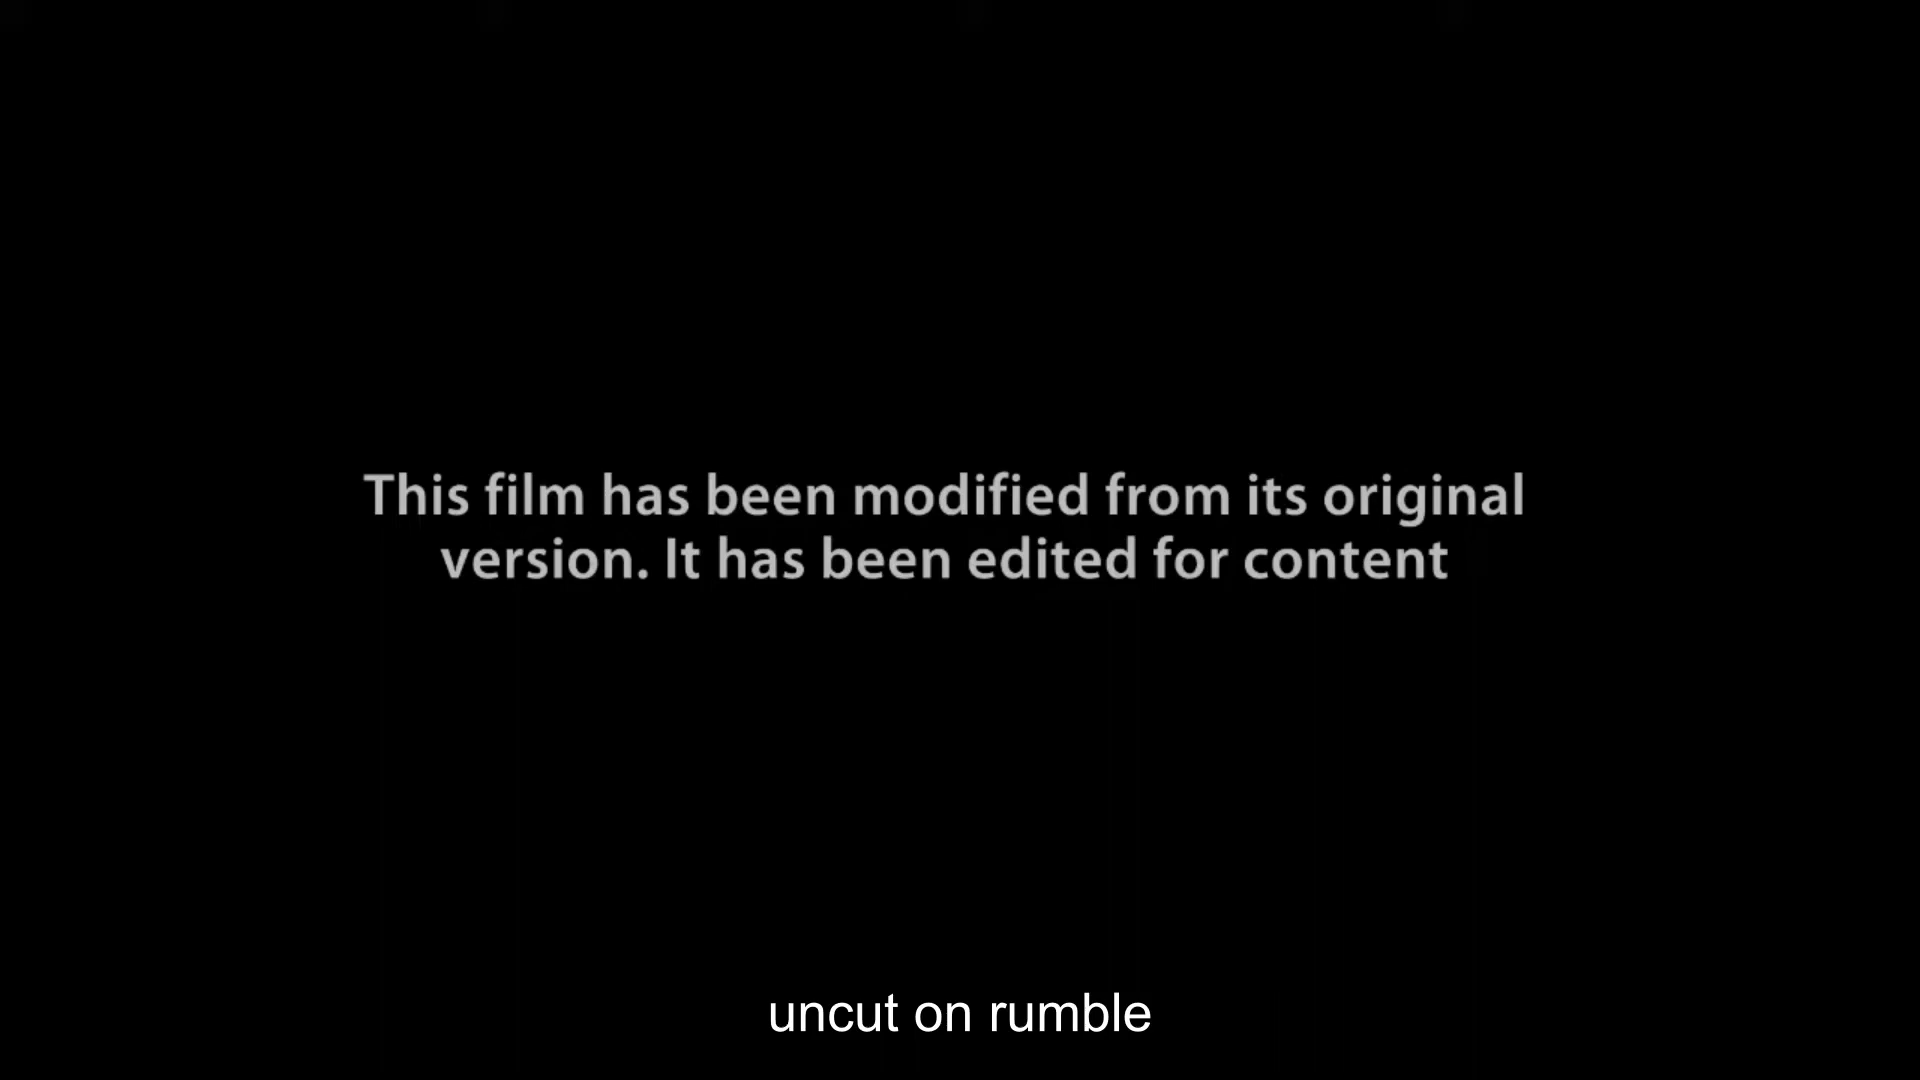 This film has been modified from its original
version. It has been edited for content
uncut on rumble